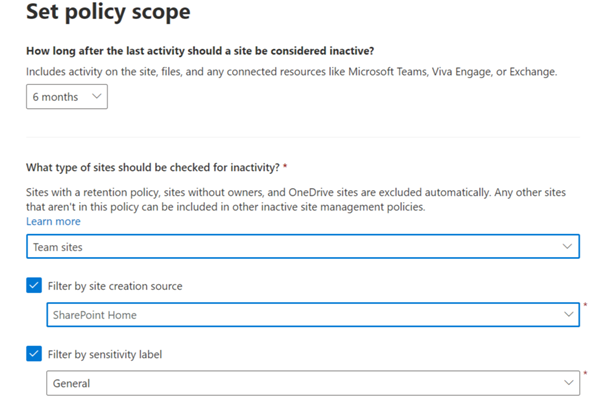 Set policy scope
How long after the last activity should a site be considered inactive?
Includes activity on the site, files, and any connected resources like Microsoft Teams, Viva Engage, or Exchange.
6 months
What type of sites should be checked for inactivity? *
Sites with a retention policy, sites without owners, and OneDrive sites are excluded automatically. Any other sites
that aren't in this policy can be included in other inactive site management policies.
Learn more
Team sites
Filter by site creation source
SharePoint Home *
Filter by sensitivity label
General *